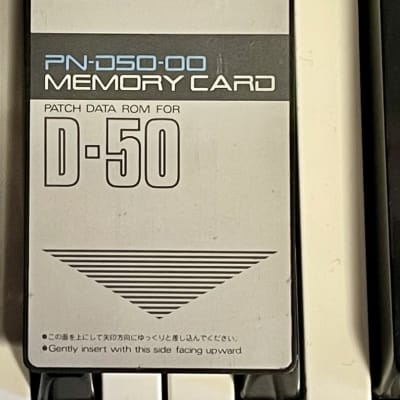 PN-D50-00
MEMORY CARD
PATCH DATA ROM FOR
D-50
●この面を上にして矢印方向にゆっくりと差し込んでください。
●Gently insert with this side facing upward.